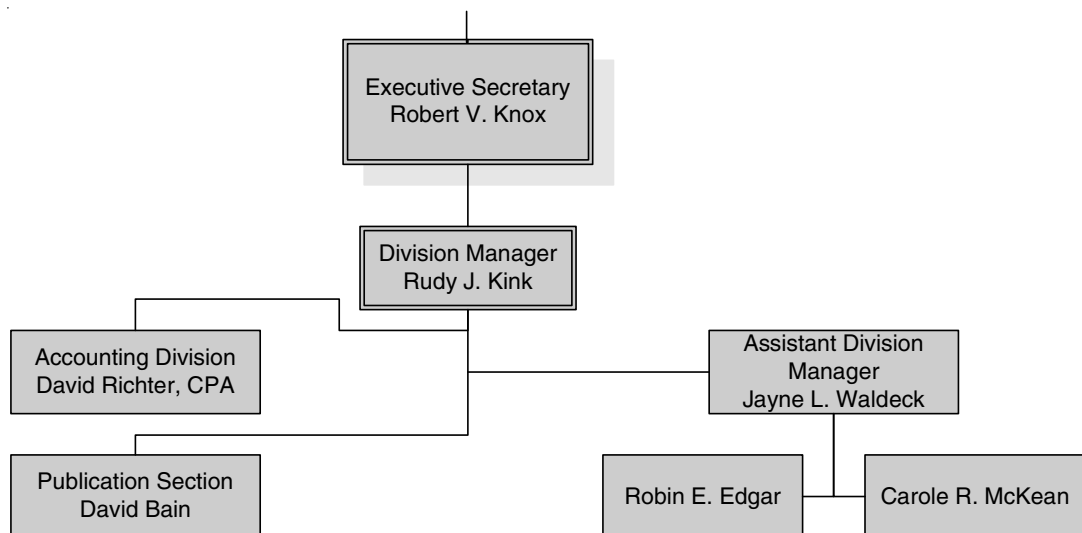 Executive Secretary
Robert V. Knox
Division Manager
Rudy J. Kink
Accounting Division
David Richter, CPA
Assistant Division
Manager
Jayne L. Waldeck
Publication Section
David Bain
Robin E. Edgar
Carole R. McKean